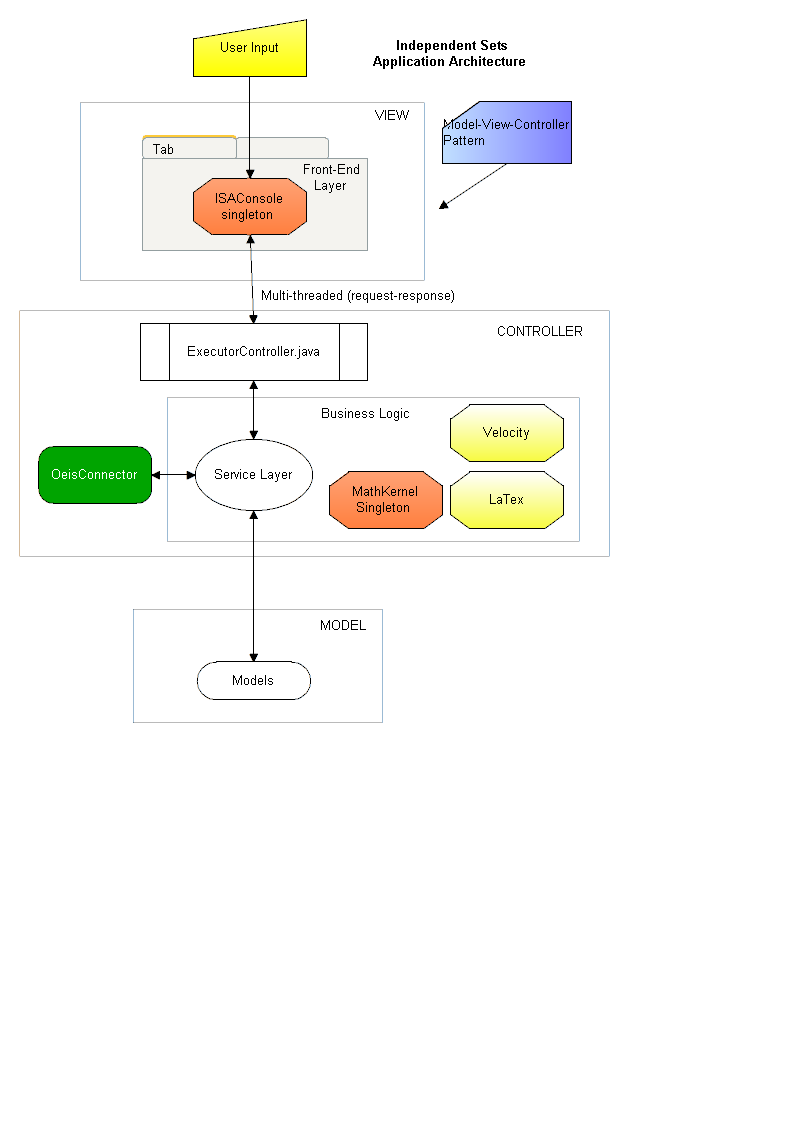 User Input
Independent Sets
Application Architecture
VIEW
Model-View-Controller
Pattern
Tab
Front-End
Layer
ISAConsole
singleton
Multi-threaded (request-response)
CONTROLLER
ExecutorController.java
Business Logic
Velocity
OeisConnector
Service Layer
MathKernel
Singleton
LaTex
MODEL
Models